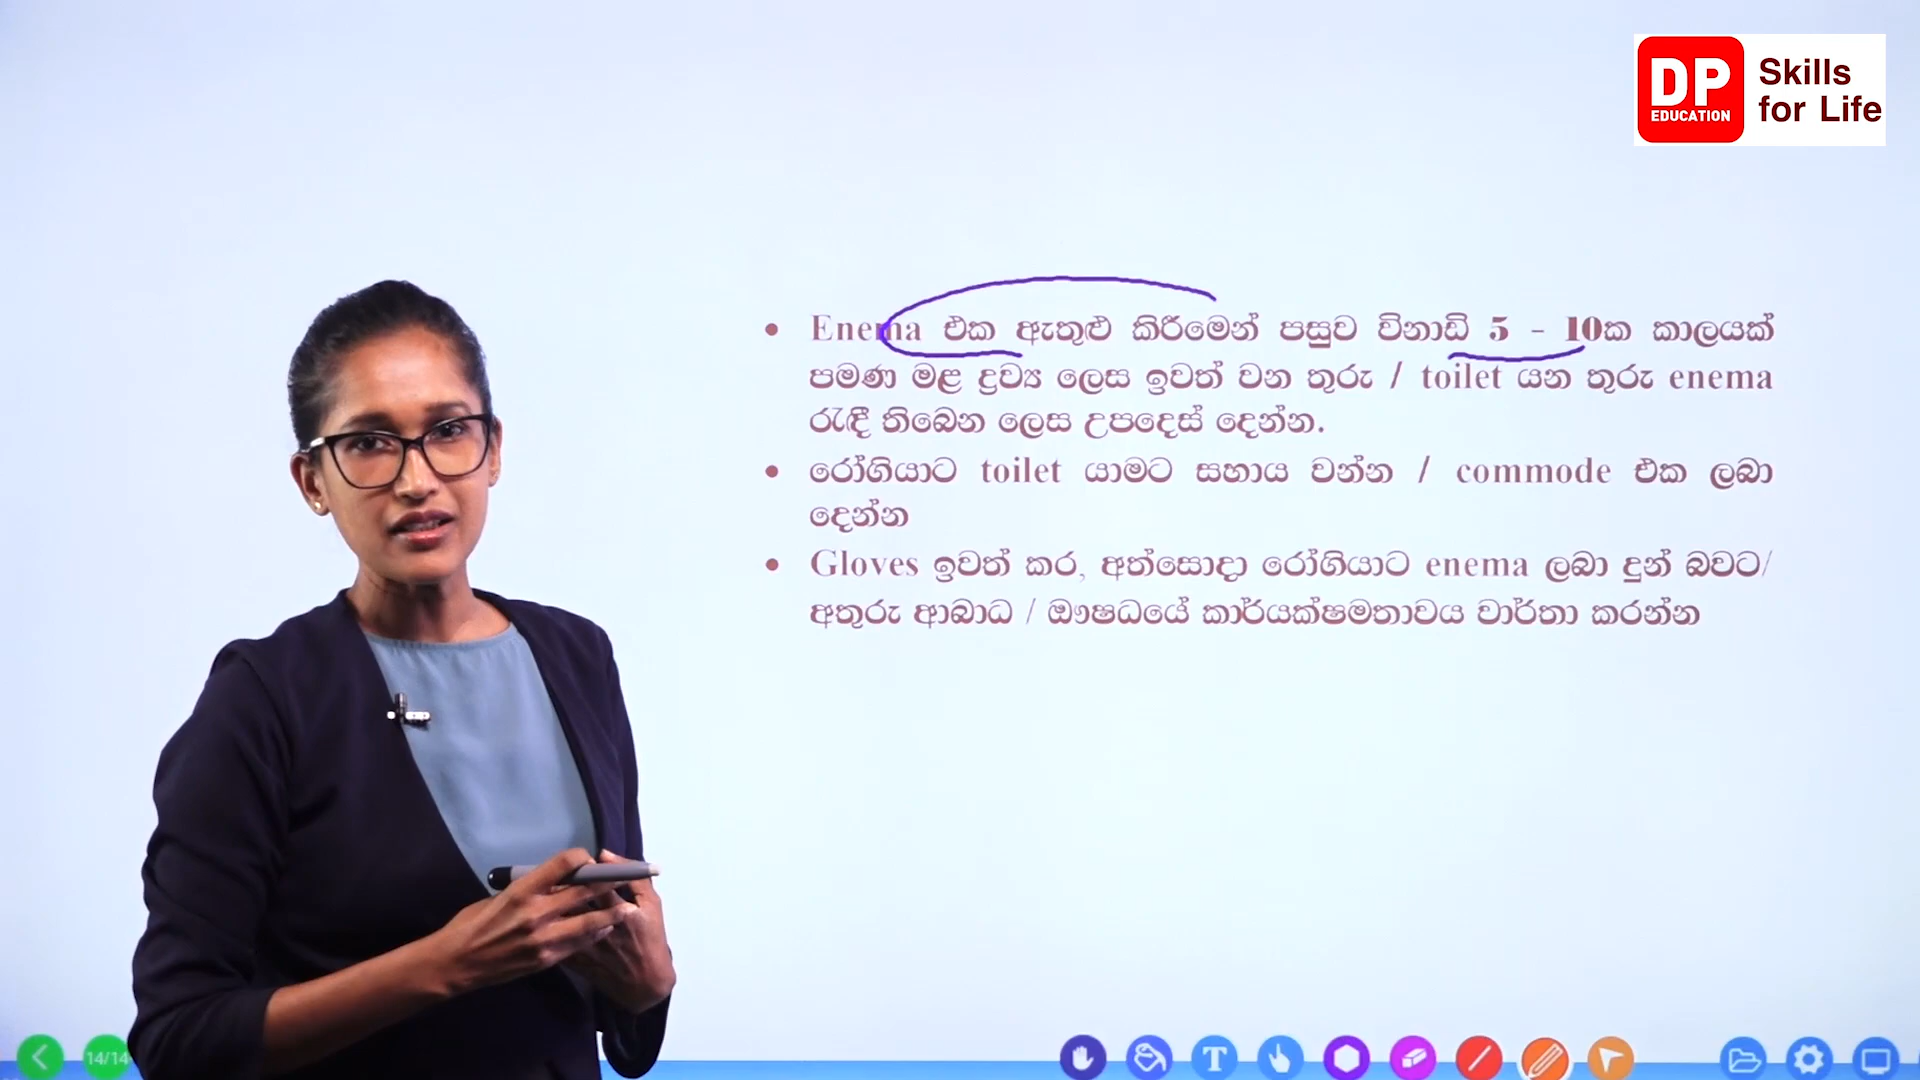 DP
EDUCATION
Skills
for Life
• Enema එක ඇතුළු කිරීමෙන් පසුව විනාඩි 5 - 10ක කාලයක්
පමණ මළ ද්‍රව්‍ය ලෙස ඉවත් වන තුරු / toilet යන තුරු enema
රැඳී තිබෙන ලෙස උපදෙස් දෙන්න.
• රෝගියාට toilet යාමට සහාය වන්න / commode එක ලබා
දෙන්න
• Gloves ඉවත් කර, අත්සොදා රෝගියාට enema ලබා දුන් බවට/
අතුරු ආබාධ / ඖෂධයේ කාර්යක්ෂමතාවය වාර්තා කරන්න
14/14
T